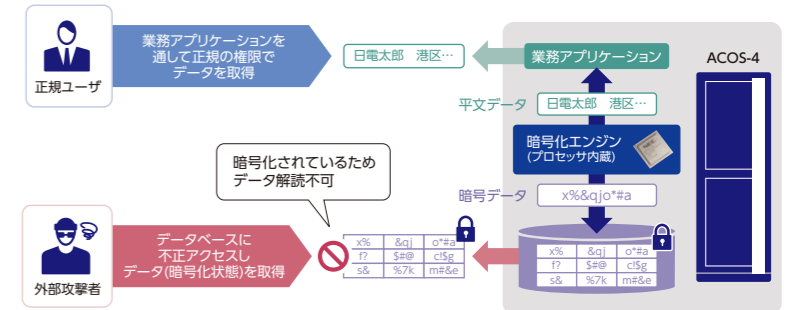 正規ユーザ
業務アプリケーションを
通して正規の権限で
データを取得
日電太郎 港区…
業務アプリケーション
ACOS-4
平文データ
日電太郎 港区…
暗号化エンジン
(プロセッサ内蔵)
暗号データ
x%&qjo*#a
暗号化されているため
データ解読不可
外部攻撃者
データベースに
不正アクセスし
データ(暗号化状態)を取得
x% &qj o*#a
f? $#@ c!$g
s& %7k m#&e
x% &qj o*#a
f? $#@ c!$g
s& %7k m#&e